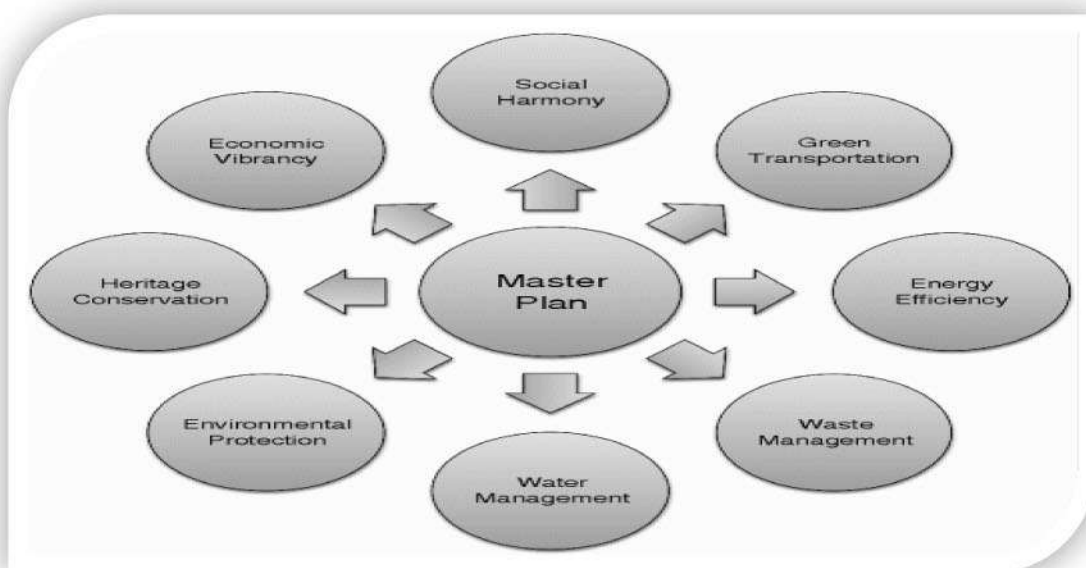 Social
Harmony
Economic
Vibrancy
Green
Transportation
Heritage
Conservation
Master
Plan
Energy
Efficiency
Environmental
Protection
Waste
Management
Water
Management